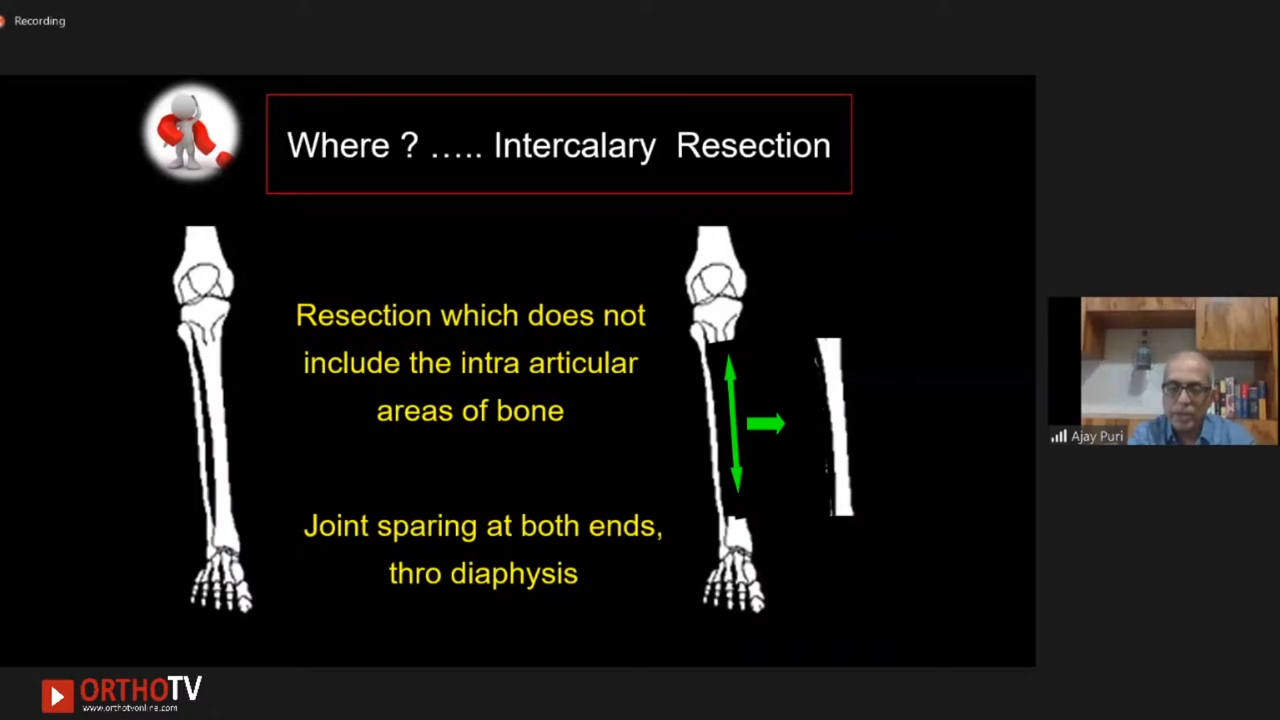 Recording
Where ? ..... Intercalary Resection
Resection which does not
include the intra articular
areas of bone
Joint sparing at both ends,
thro diaphysis
Ajay Puri
ORTHOTV
www.orthotvonline.com